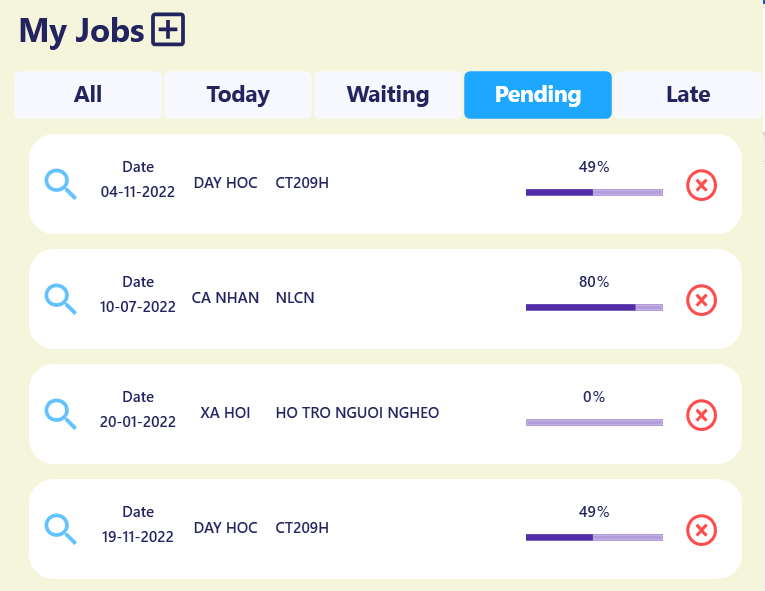 My Jobs
All Today Waiting Pending Late
Date
04-11-2022 DAY HOC CT209H 49%
Date
10-07-2022 CA NHAN NLCN 80%
Date
20-01-2022 XA HOI HO TRO NGUOI NGHEO 0%
Date
19-11-2022 DAY HOC CT209H 49%